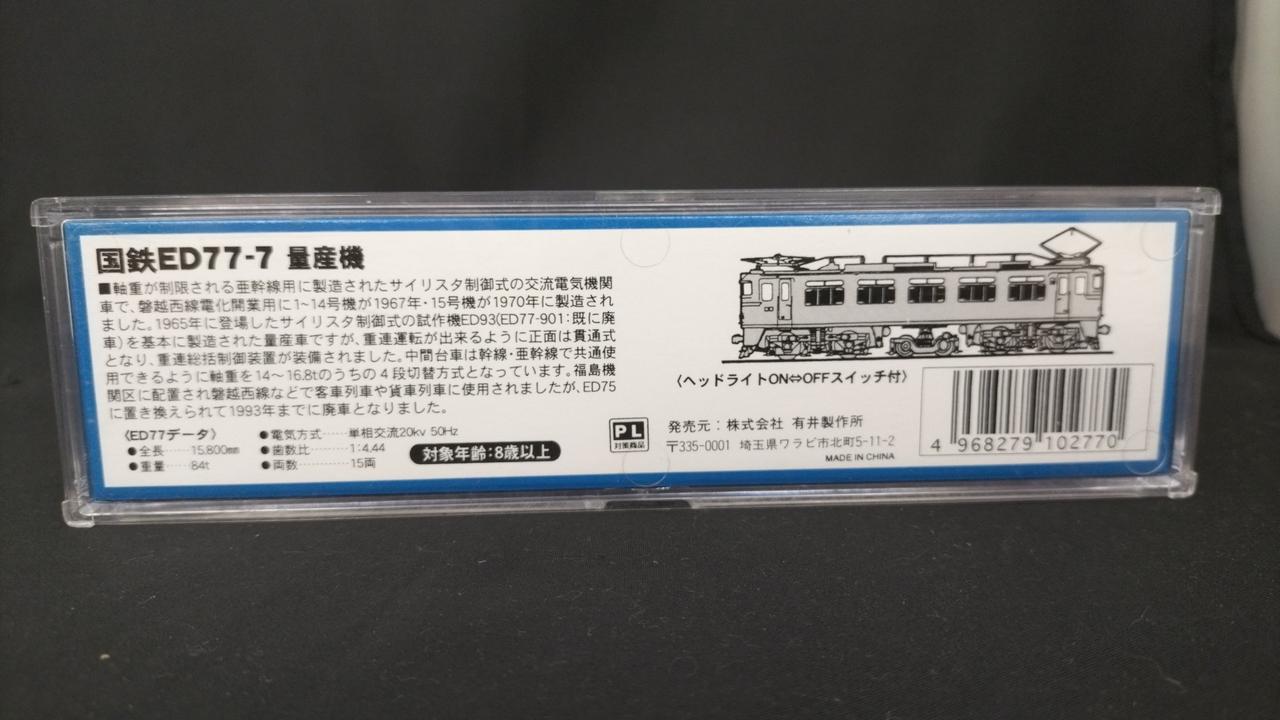 国鉄ED77-7 量産機
■軸重が制限される亜幹線用に製造されたサイリスタ制御式の交流電気機関
車で、磐越西線電化開業用に1~14号機が1967年・15号機が1970年に製造され
ました。1965年に登場したサイリスタ制御式の試作機ED93(ED77-901:既に廃
車)を基本に製造された量産車ですが、重連運転が出来るように正面は貫通式
となり、重連総括制御装置が装備されました。中間台車は幹線・亜幹線で共通使
用できるように軸重を14〜16.8tのうちの4段切替方式となっています。福島機
関区に配置され磐越西線などで客車列車や貨車列車に使用されましたが、ED75
に置き換えられて1993年までに廃車となりました。
〈ED77データ〉
●全長……15,800mm
●重量……84t
●電気方式……単相交流20kv 50Hz
●歯数比……1:4.44
●両数……15両
対象年齢:8歳以上
〈ヘッドライトON⇔OFFスイッチ付〉
PL
対策商品
発売元:株式会社 有井製作所
〒335-0001 埼玉県ワラビ市北町5-11-2
MADE IN CHINA
4 968279 102770